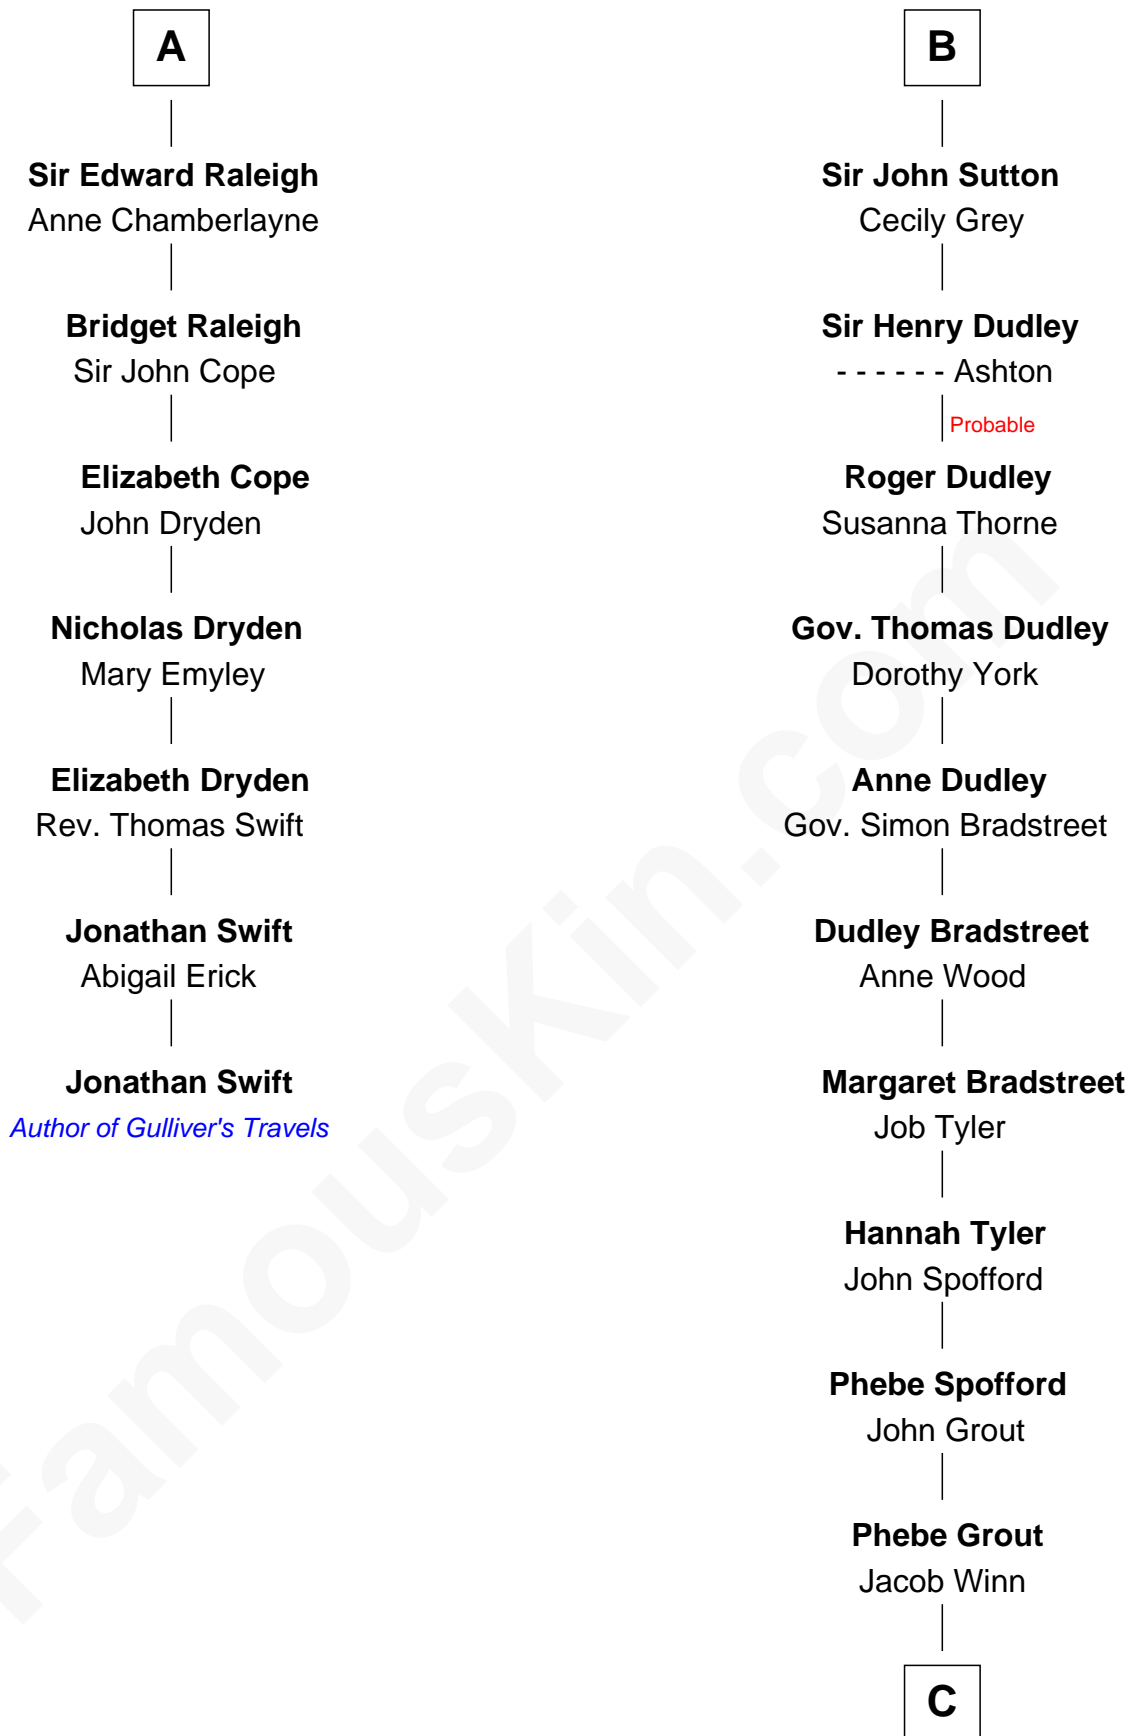 A
Sir Edward Raleigh
Anne Chamberlayne
Bridget Raleigh
Sir John Cope
Elizabeth Cope
John Dryden
Nicholas Dryden
Mary Emyley
Elizabeth Dryden
Rev. Thomas Swift
Jonathan Swift
Abigail Erick
Jonathan Swift
Author of Gulliver's Travels
B
Sir John Sutton
Cecily Grey
Sir Henry Dudley
- - - - - - Ashton
Probable
Roger Dudley
Susanna Thorne
Gov. Thomas Dudley
Dorothy York
Anne Dudley
Gov. Simon Bradstreet
Dudley Bradstreet
Anne Wood
Margaret Bradstreet
Job Tyler
Hannah Tyler
John Spofford
Phebe Spofford
John Grout
Phebe Grout
Jacob Winn
C
FamousKin.com